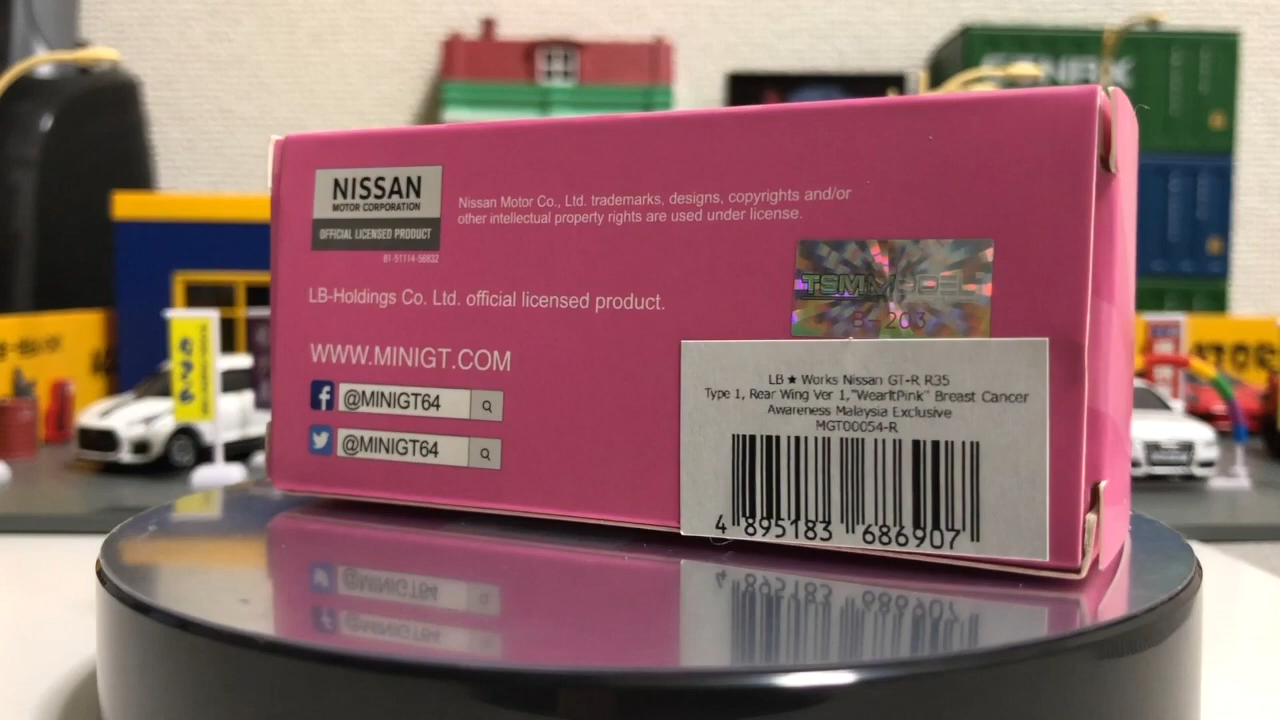 NISSAN
MOTOR CORPORATION
OFFICIAL LICENSED PRODUCT
Nissan Motor Co., Ltd. trademarks, designs, copyrights and/or
other intellectual property rights are used under license.
LB-Holdings Co. Ltd. official licensed product.
WWW.MINIGT.COM
@MINIGT64
@MINIGT64
TSM MODEL
B-203
LB ★ Works Nissan GT-R R35
Type 1, Rear Wing Ver 1,"WearItPink" Breast Cancer
Awareness Malaysia Exclusive
MGT00054-R
4 895183 686907